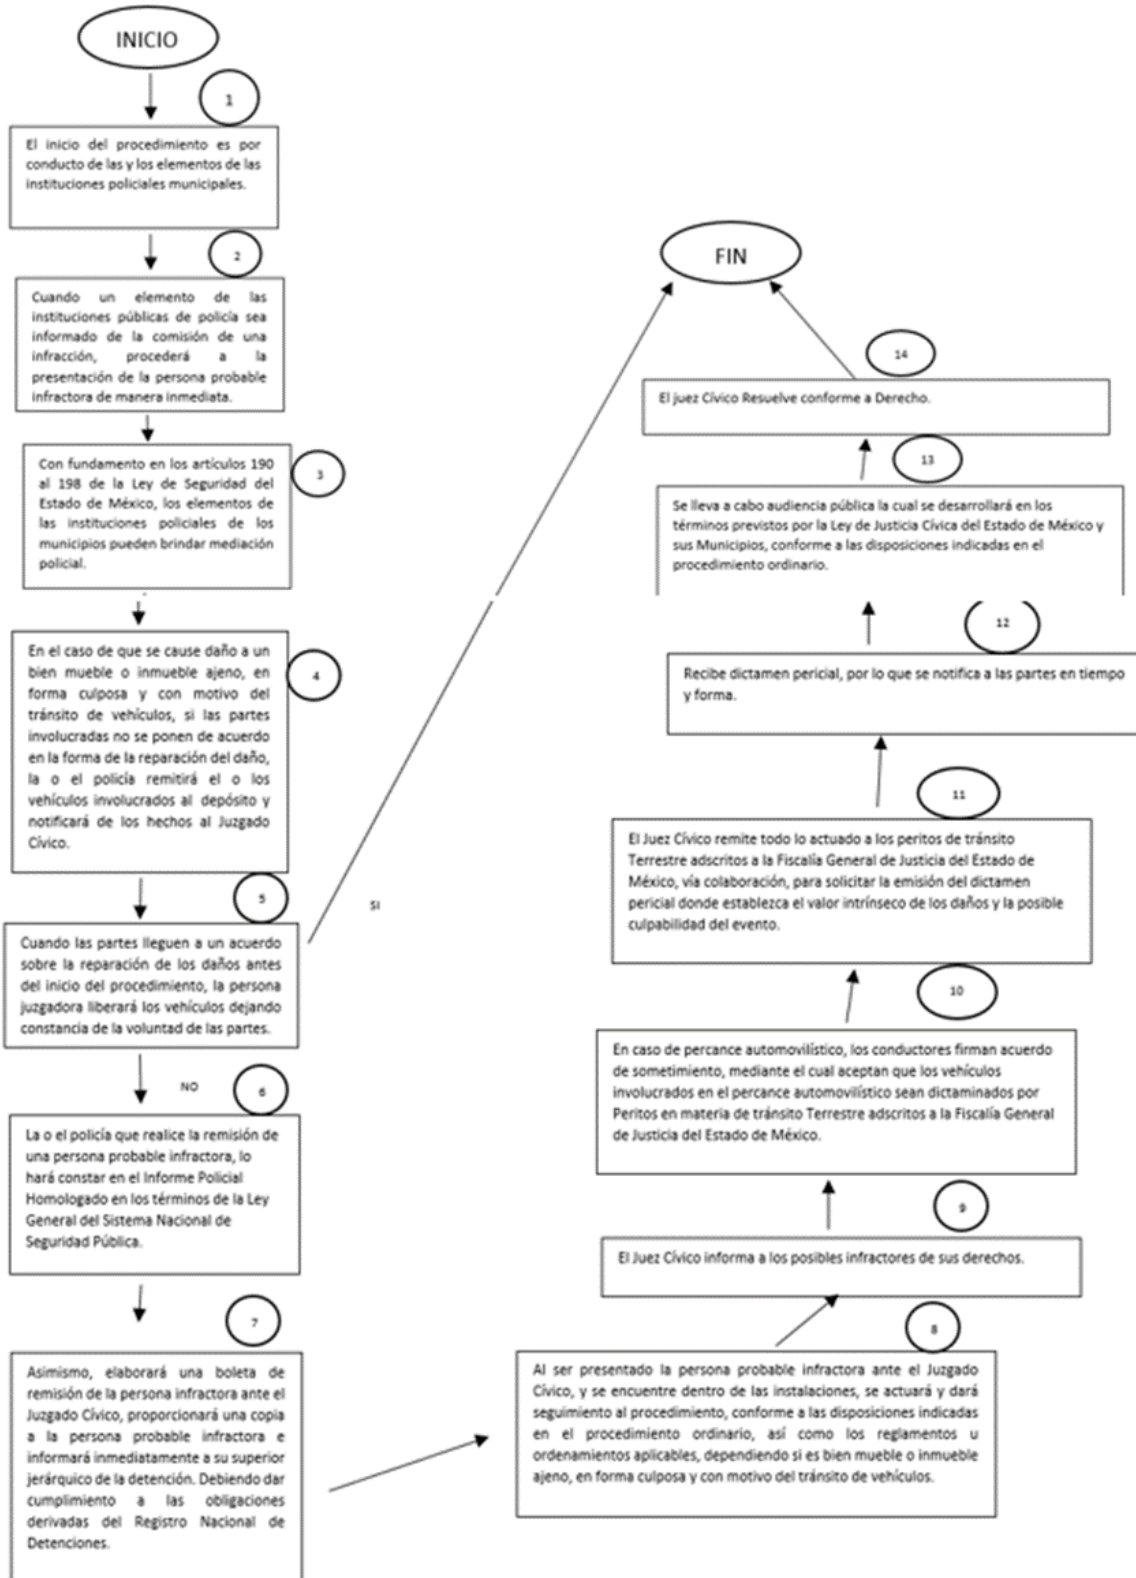 INICIO
1
El inicio del procedimiento es por
conducto de las y los elementos de las
instituciones policiales municipales.
2
Cuando un elemento de las
instituciones públicas de policía sea
informado de la comisión de una
infracción, procederá a la
presentación de la persona probable
infractora de manera inmediata.
3
Con fundamento en los artículos 190
al 198 de la Ley de Seguridad del
Estado de México, los elementos de
las instituciones policiales de los
municipios pueden brindar mediación
policial.
4
En el caso de que se cause daño a un
bien mueble o inmueble ajeno, en
forma culposa y con motivo del
tránsito de vehículos, si las partes
involucradas no se ponen de acuerdo
en la forma de la reparación del daño,
la o el policía remitirá el o los
vehículos involucrados al depósito y
notificará de los hechos al Juzgado
Cívico.
5
SI
Cuando las partes lleguen a un acuerdo
sobre la reparación de los daños antes
del inicio del procedimiento, la persona
juzgadora liberará los vehículos dejando
constancia de la voluntad de las partes.
NO
6
La o el policía que realice la remisión de
una persona probable infractora, lo
hará constar en el Informe Policial
Homologado en los términos de la Ley
General del Sistema Nacional de
Seguridad Pública.
7
Asimismo, elaborará una boleta de
remisión de la persona infractora ante el
Juzgado Cívico, proporcionará una copia
a la persona probable infractora e
informará inmediatamente a su superior
jerárquico de la detención. Debiendo dar
cumplimiento a las obligaciones
derivadas del Registro Nacional de
Detenciones.
8
Al ser presentado la persona probable infractora ante el Juzgado
Cívico, y se encuentre dentro de las instalaciones, se actuará y dará
seguimiento al procedimiento, conforme a las disposiciones indicadas
en el procedimiento ordinario, así como los reglamentos u
ordenamientos aplicables, dependiendo si es bien mueble o inmueble
ajeno, en forma culposa y con motivo del tránsito de vehículos.
9
El Juez Cívico informa a los posibles infractores de sus derechos.
10
En caso de percance automovilístico, los conductores firman acuerdo
de sometimiento, mediante el cual aceptan que los vehículos
involucrados en el percance automovilístico sean dictaminados por
Peritos en materia de tránsito Terrestre adscritos a la Fiscalía General
de Justicia del Estado de México.
11
El Juez Cívico remite todo lo actuado a los peritos de tránsito
Terrestre adscritos a la Fiscalía General de Justicia del Estado de
México, vía colaboración, para solicitar la emisión del dictamen
pericial donde establezca el valor intrínseco de los daños y la posible
culpabilidad del evento.
12
Recibe dictamen pericial, por lo que se notifica a las partes en tiempo
y forma.
13
Se lleva a cabo audiencia pública la cual se desarrollará en los
términos previstos por la Ley de Justicia Cívica del Estado de México y
sus Municipios, conforme a las disposiciones indicadas en el
procedimiento ordinario.
14
El juez Cívico Resuelve conforme a Derecho.
FIN